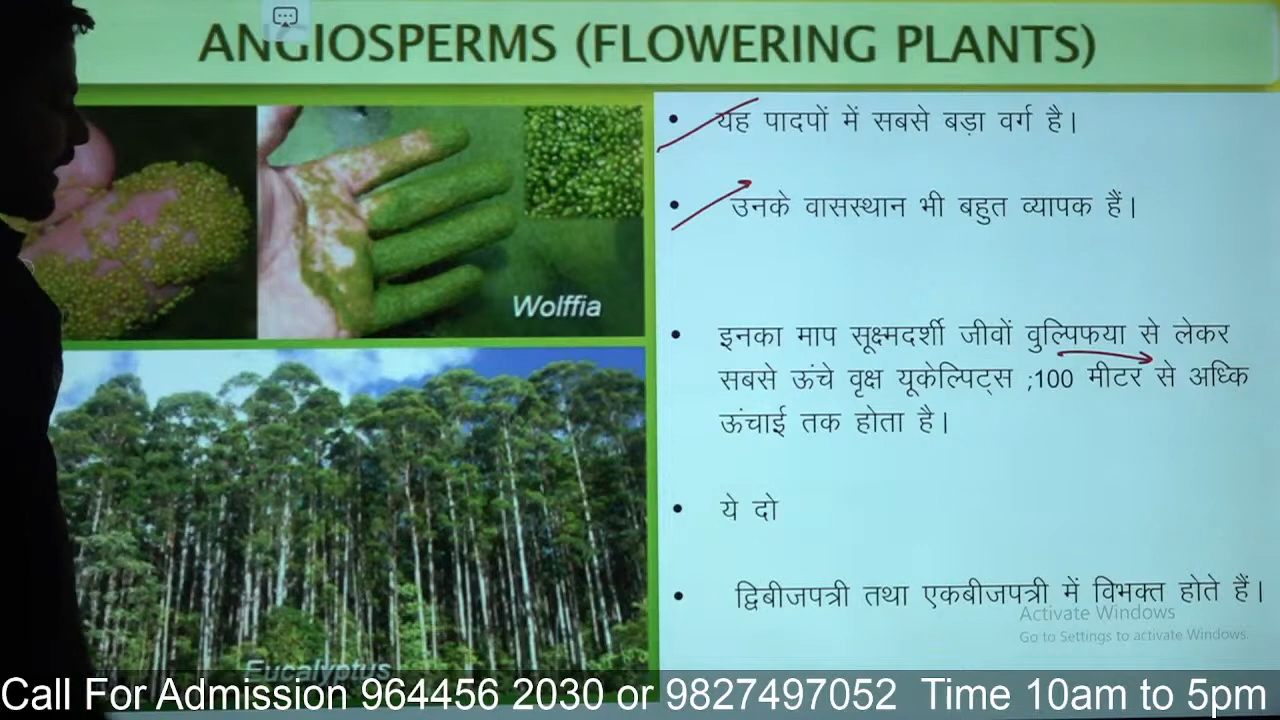 ANGIOSPERMS (FLOWERING PLANTS)
Wolffia
Eucalyptus
• यह पादपों में सबसे बड़ा वर्ग है।
• उनके वासस्थान भी बहुत व्यापक हैं।
• इनका माप सूक्ष्मदर्शी जीवों वुल्पिफया से लेकर
सबसे ऊंचे वृक्ष यूकेल्पिट्स ;100 मीटर से अध्कि
ऊंचाई तक होता है।
• ये दो
• द्विबीजपत्री तथा एकबीजपत्री में विभक्त होते हैं।
Activate Windows
Go to Settings to activate Windows.
Call For Admission 964456 2030 or 9827497052 Time 10am to 5pm